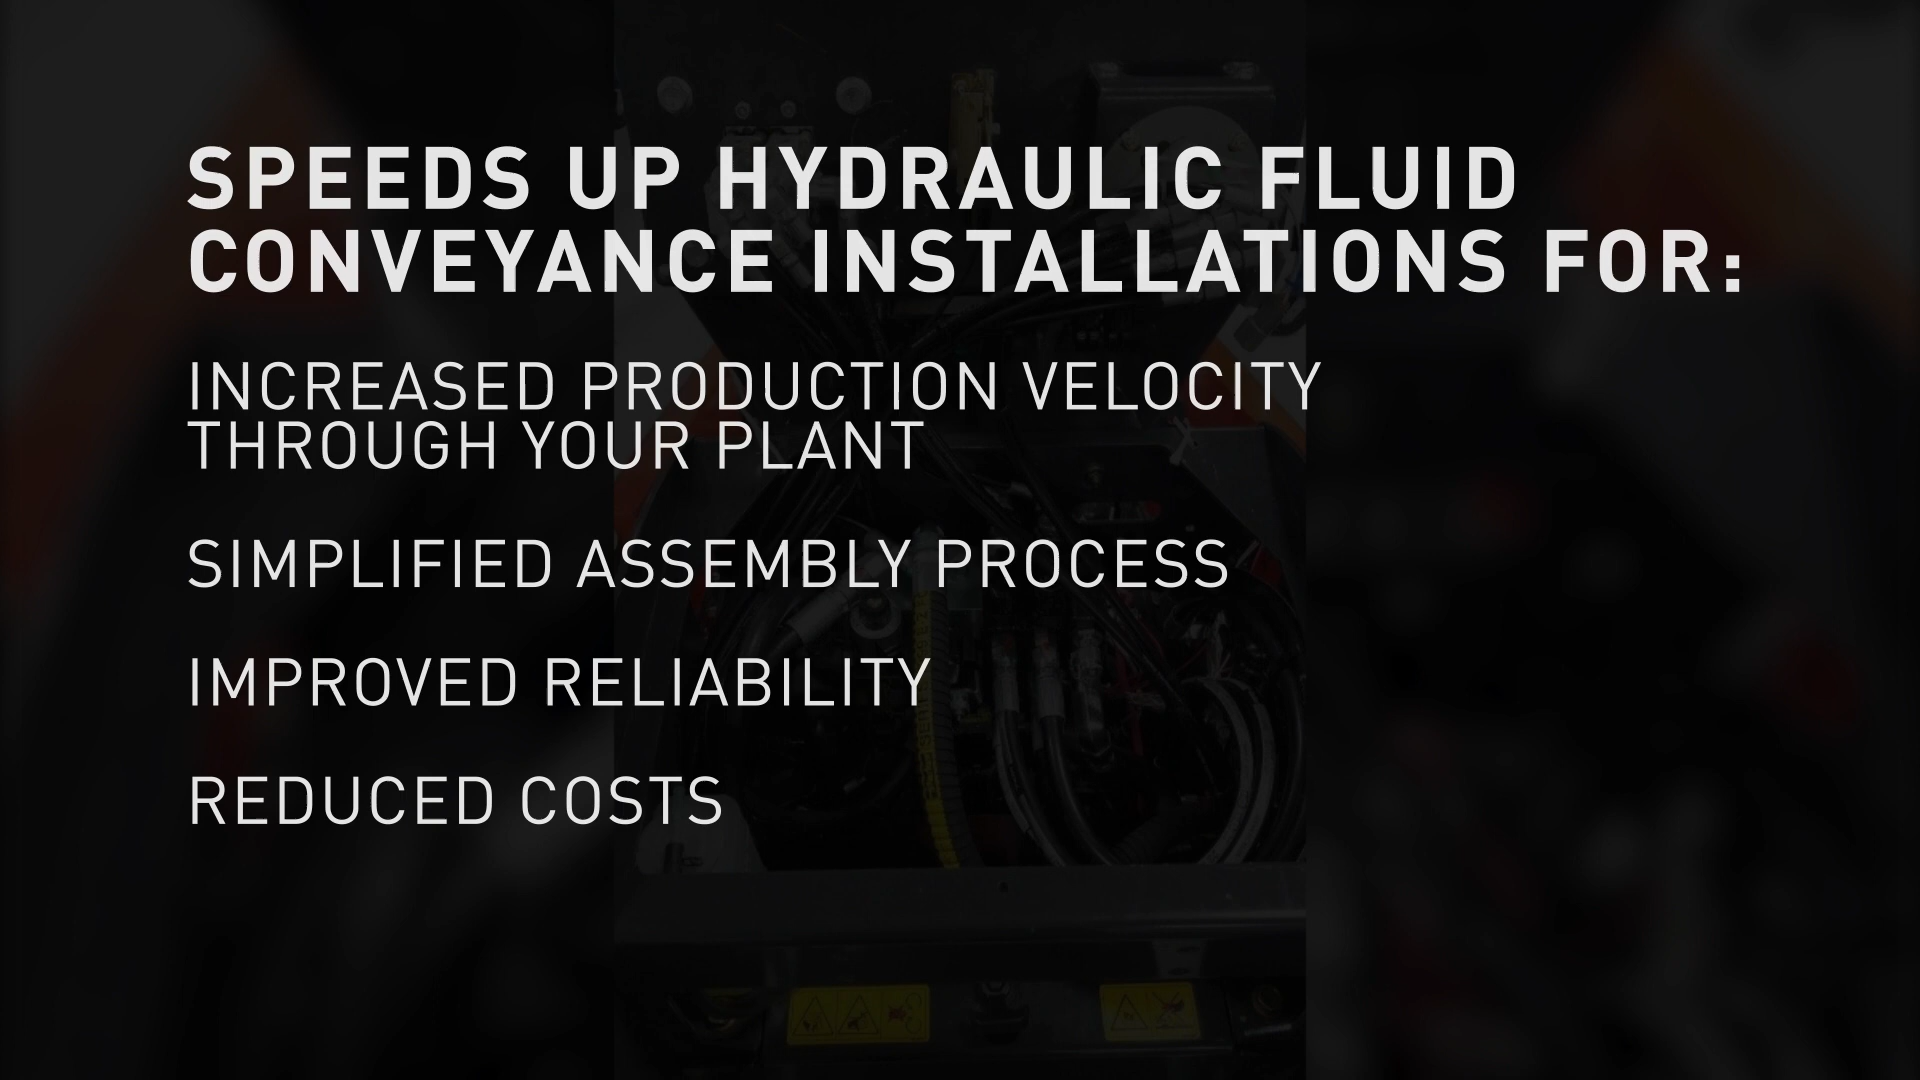 SPEEDS UP HYDRAULIC FLUID
CONVEYANCE INSTALLATIONS FOR:
INCREASED PRODUCTION VELOCITY
THROUGH YOUR PLANT
SIMPLIFIED ASSEMBLY PROCESS
IMPROVED RELIABILITY
REDUCED COSTS